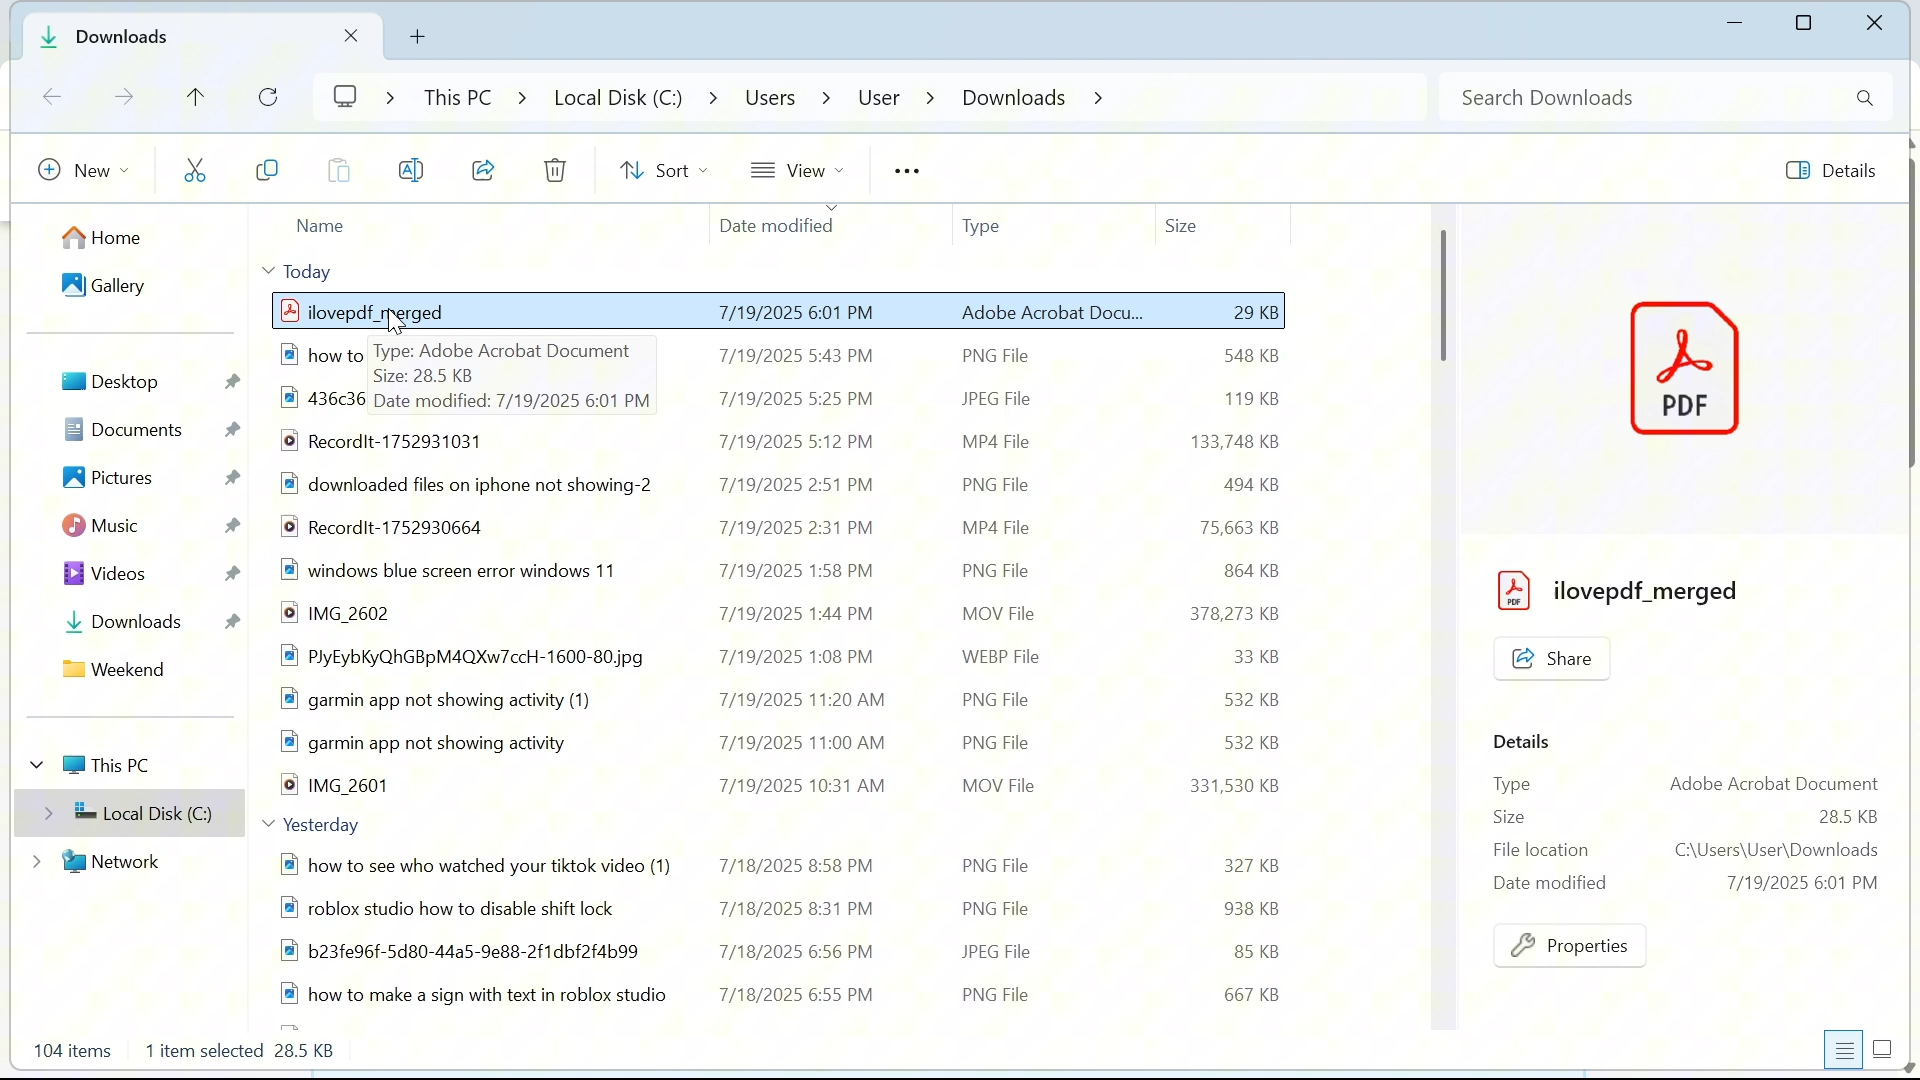 Downloads
This PC > Local Disk (C:) > Users > User > Downloads >
Search Downloads
New
Sort
View
Details
Home
Gallery
Desktop
Documents
Pictures
Music
Videos
Downloads
Weekend
This PC
Local Disk (C:)
Network
Name Date modified Type Size
Today
ilovepdf_merged 7/19/2025 6:01 PM Adobe Acrobat Docu... 29 KB
how to 7/19/2025 5:43 PM PNG File 548 KB
436c36 7/19/2025 5:25 PM JPEG File 119 KB
Type: Adobe Acrobat Document
Size: 28.5 KB
Date modified: 7/19/2025 6:01 PM
RecordIt-1752931031 7/19/2025 5:12 PM MP4 File 133,748 KB
downloaded files on iphone not showing-2 7/19/2025 2:51 PM PNG File 494 KB
RecordIt-1752930664 7/19/2025 2:31 PM MP4 File 75,663 KB
windows blue screen error windows 11 7/19/2025 1:58 PM PNG File 864 KB
IMG_2602 7/19/2025 1:44 PM MOV File 378,273 KB
PJyEybKyQhGBpM4QXw7ccH-1600-80.jpg 7/19/2025 1:08 PM WEBP File 33 KB
garmin app not showing activity (1) 7/19/2025 11:20 AM PNG File 532 KB
garmin app not showing activity 7/19/2025 11:00 AM PNG File 532 KB
IMG_2601 7/19/2025 10:31 AM MOV File 331,530 KB
Yesterday
how to see who watched your tiktok video (1) 7/18/2025 8:58 PM PNG File 327 KB
roblox studio how to disable shift lock 7/18/2025 8:31 PM PNG File 938 KB
b23fe96f-5d80-44a5-9e88-2f1dbf2f4b99 7/18/2025 6:56 PM JPEG File 85 KB
how to make a sign with text in roblox studio 7/18/2025 6:55 PM PNG File 667 KB
PDF
PDF
ilovepdf_merged
Share
Details
Type Adobe Acrobat Document
Size 28.5 KB
File location C:\Users\User\Downloads
Date modified 7/19/2025 6:01 PM
Properties
104 items 1 item selected 28.5 KB